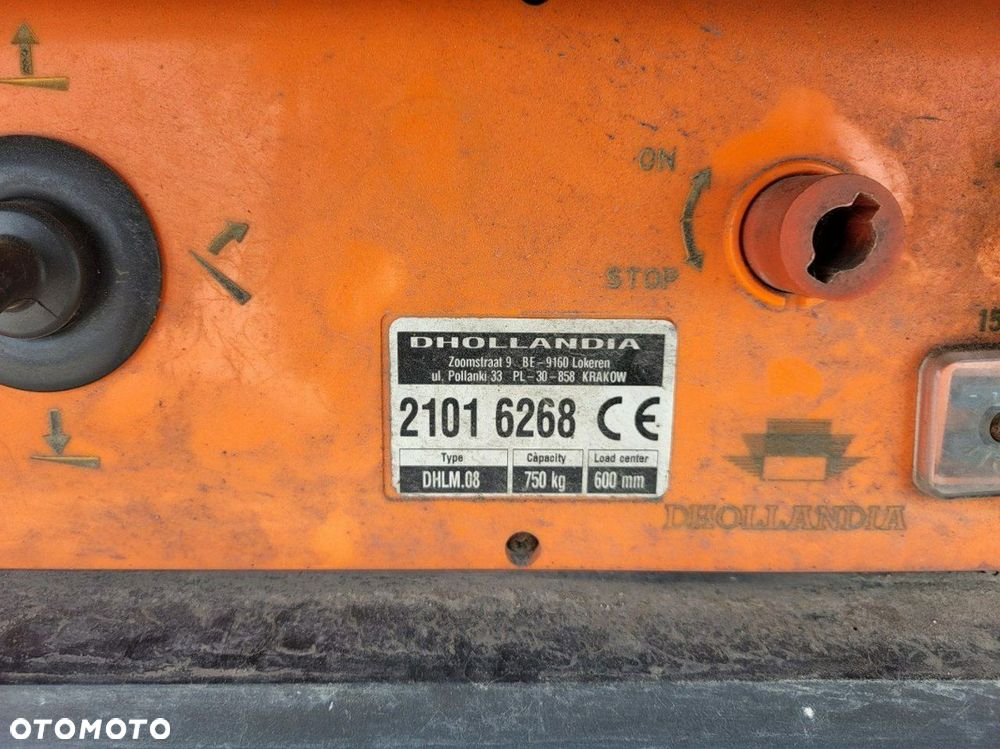 ON
STOP
15
DHOLLANDIA
Zoomstraat 9 BE-9160 Lokeren
ul. Pollanki 33 PL-30-858 KRAKOW
2101 6268 CE
Type Capacity Load center
DHLM.08 750 kg 600 mm
DHOLLANDIA
OTOMOTO